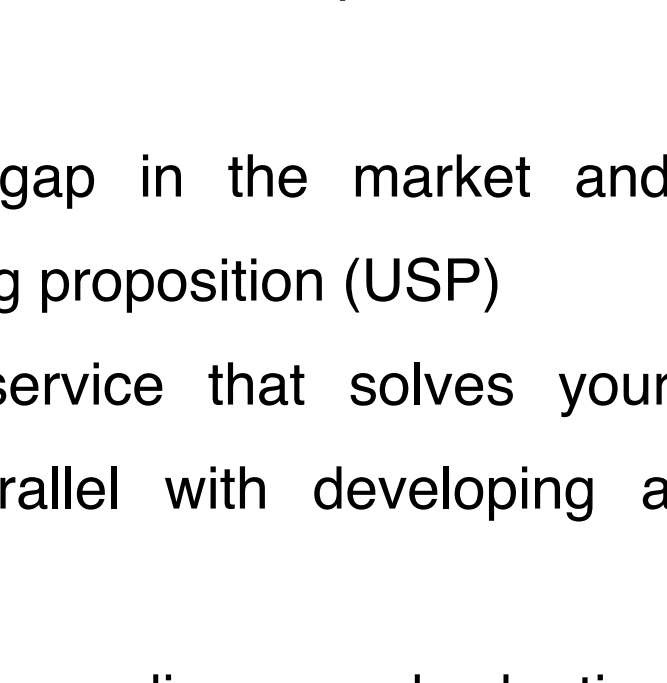 gap in the market and
g proposition (USP)
service that solves your
rallel with developing a